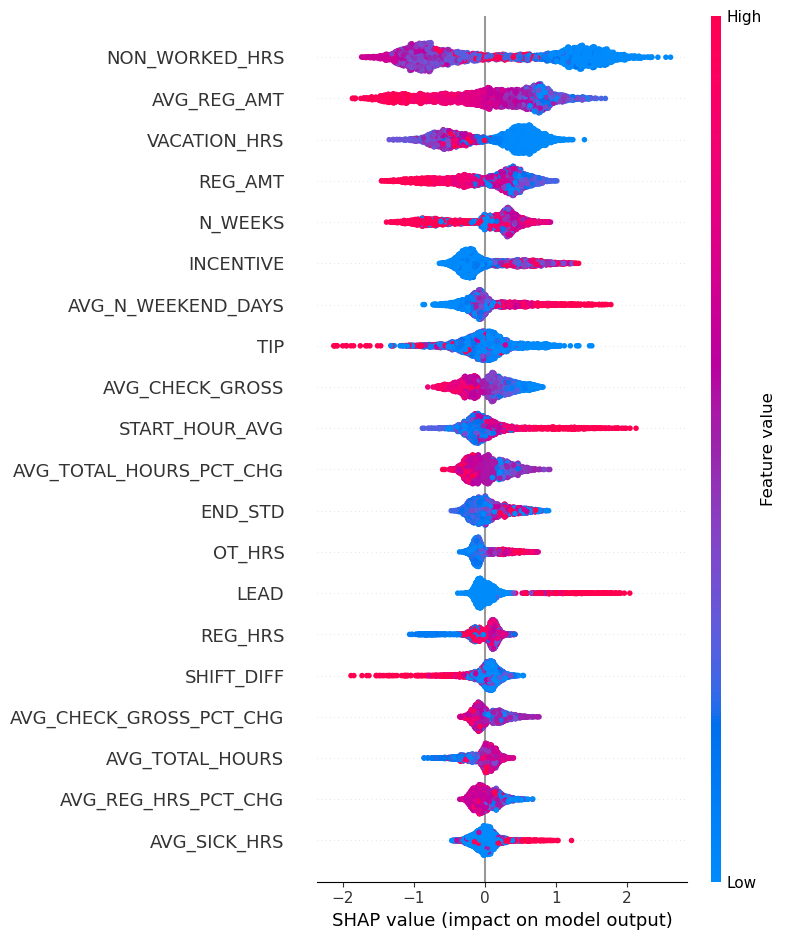 High
NON_WORKED_HRS
AVG_REG_AMT
VACATION_HRS
REG_AMT
N_WEEKS
INCENTIVE
AVG_N_WEEKEND_DAYS
TIP
AVG_CHECK_GROSS
START_HOUR_AVG
AVG_TOTAL_HOURS_PCT_CHG
END_STD
OT_HRS
LEAD
REG_HRS
SHIFT_DIFF
AVG_CHECK_GROSS_PCT_CHG
AVG_TOTAL_HOURS
AVG_REG_HRS_PCT_CHG
AVG_SICK_HRS
Feature value
Low
−2 −1 0 1 2
SHAP value (impact on model output)